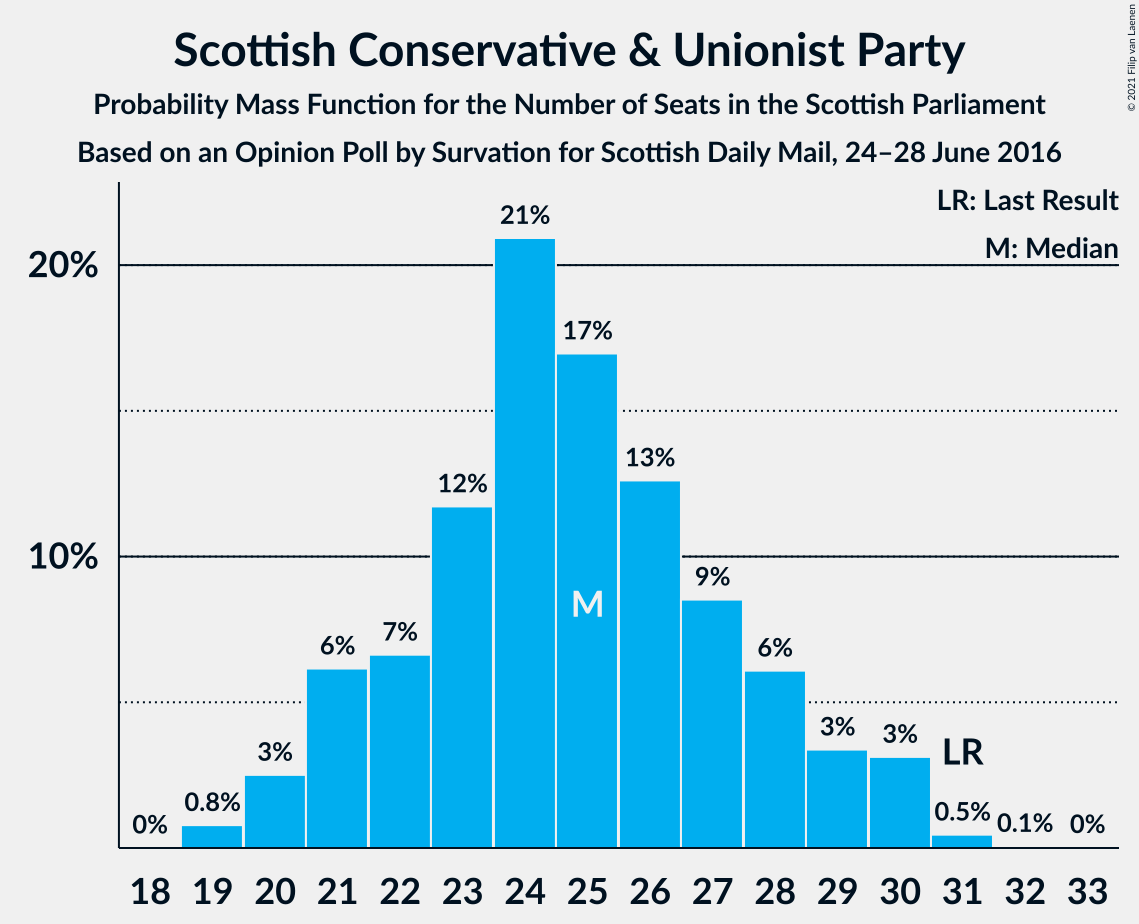 Scottish Conservative & Unionist Party
Probability Mass Function for the Number of Seats in the Scottish Parliament
Based on an Opinion Poll by Survation for Scottish Daily Mail, 24–28 June 2016
© 2021 Filip van Laenen
LR: Last Result
M: Median
20%
10%
0%
0.8%
3%
6%
7%
12%
21%
17%
13%
9%
6%
3%
3%
0.5%
0.1%
0%
M
LR
18 19 20 21 22 23 24 25 26 27 28 29 30 31 32 33